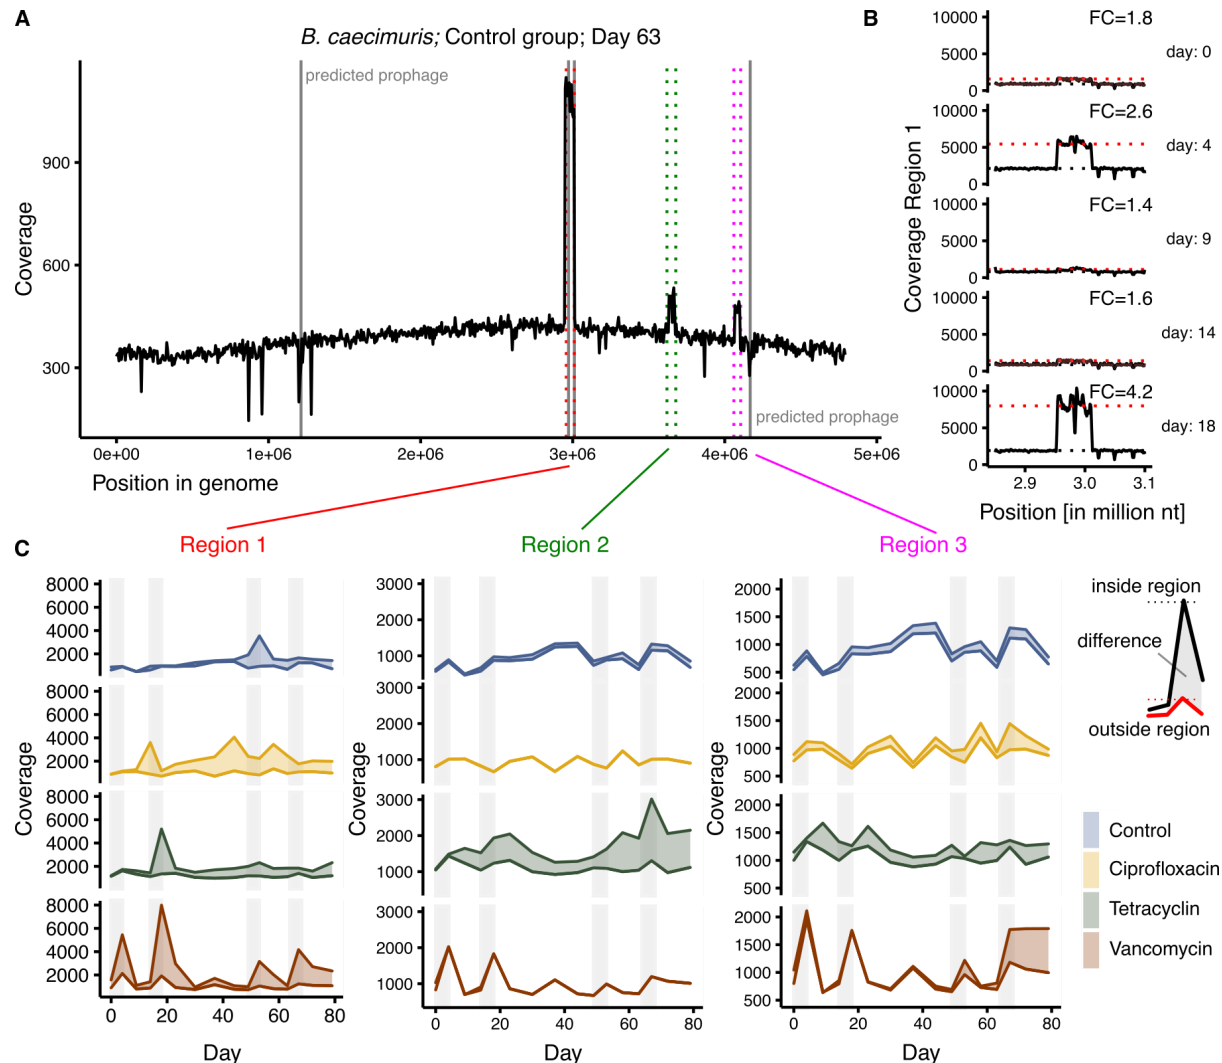 A
B. caecimuris; Control group; Day 63
predicted prophage
Coverage
900
600
300
predicted prophage
0e+00
1e+06
2e+06
3e+06
4e+06
5e+06
Position in genome
B
Coverage Region 1
10000
5000
0
FC=1.8
day: 0
10000
5000
0
FC=2.6
day: 4
10000
5000
0
FC=1.4
day: 9
10000
5000
0
FC=1.6
day: 14
10000
5000
0
FC=4.2
day: 18
2.9
3.0
3.1
Position [in million nt]
C
Region 1
Region 2
Region 3
Coverage
8000
6000
4000
2000
8000
6000
4000
2000
8000
6000
4000
2000
8000
6000
4000
2000
0
20
40
60
80
Day
Coverage
3000
2000
1000
3000
2000
1000
3000
2000
1000
3000
2000
1000
0
20
40
60
80
Day
Coverage
2000
1500
1000
500
2000
1500
1000
500
2000
1500
1000
500
2000
1500
1000
500
0
20
40
60
80
Day
inside region
difference
outside region
Control
Ciprofloxacin
Tetracyclin
Vancomycin